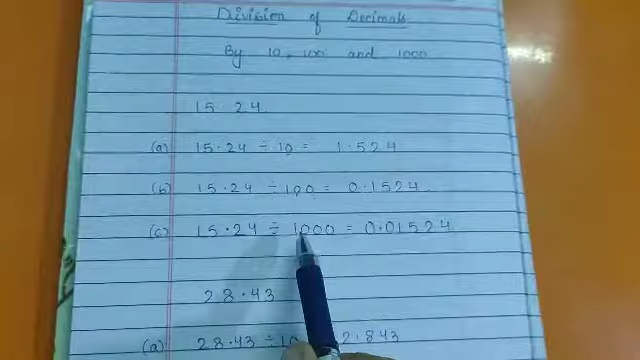 Division of Decimals
By 10, 100 and 1000
15.24
(a) 15.24 ÷ 10 = 1.524
(b) 15.24 ÷ 100 = 0.1524
(c) 15.24 ÷ 1000 = 0.01524
28.43
(a) 28.43 ÷ 10 2.843